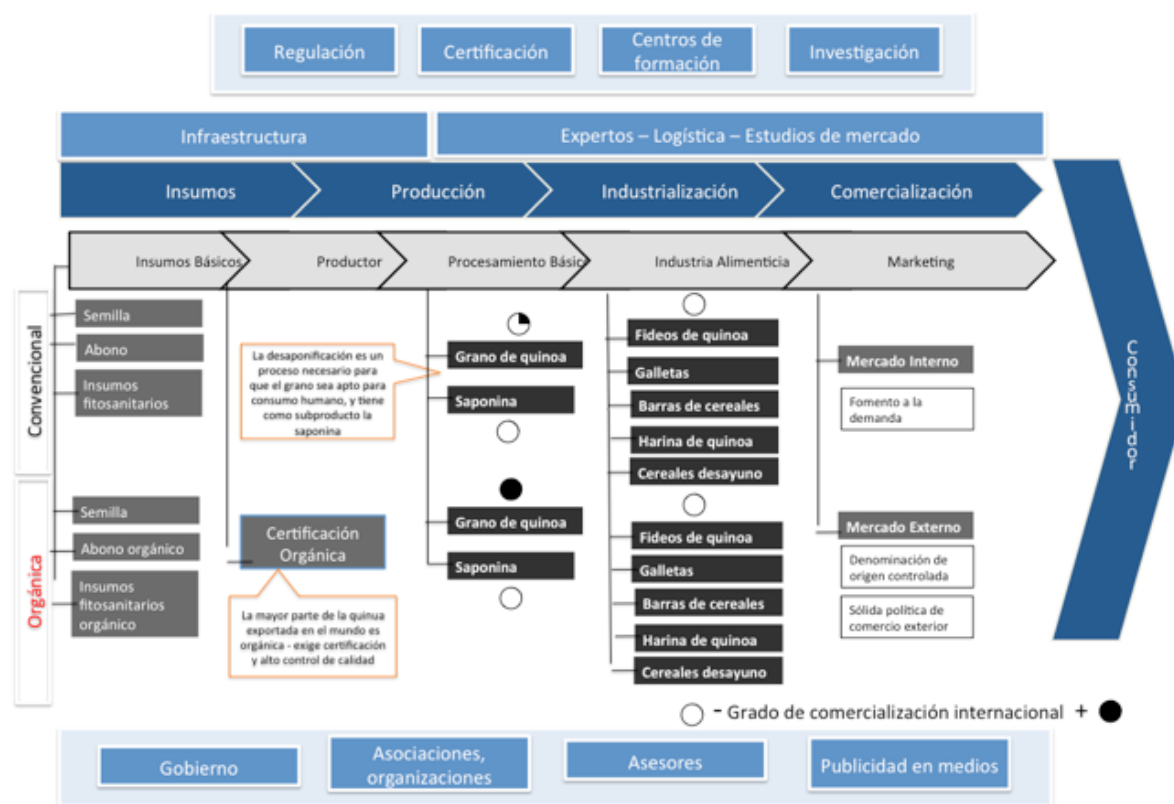 Regulación
Certificación
Centros de
formación
Investigación
Infraestructura
Expertos – Logística – Estudios de mercado
Insumos
Producción
Industrialización
Comercialización
Insumos Básicos
Productor
Procesamiento Básic
Industria Alimenticia
Marketing
Convencional
Semilla
Abono
Insumos
fitosanitarios
La desaponificación es un
proceso necesario para
que el grano sea apto para
consumo humano, y tiene
como subproducto la
saponina
Grano de quinoa
Saponina
Fideos de quinoa
Galletas
Barras de cereales
Harina de quinoa
Cereales desayuno
Mercado Interno
Fomento a la
demanda
Consumidor
Orgánica
Semilla
Abono orgánico
Insumos
fitosanitarios
orgánico
Certificación
Orgánica
La mayor parte de la quinua
exportada en el mundo es
orgánica - exige certificación
y alto control de calidad
Grano de quinoa
Saponina
Fideos de quinoa
Galletas
Barras de cereales
Harina de quinoa
Cereales desayuno
Mercado Externo
Denominación de
origen controlada
Sólida política de
comercio exterior
- Grado de comercialización internacional +
Gobierno
Asociaciones,
organizaciones
Asesores
Publicidad en medios